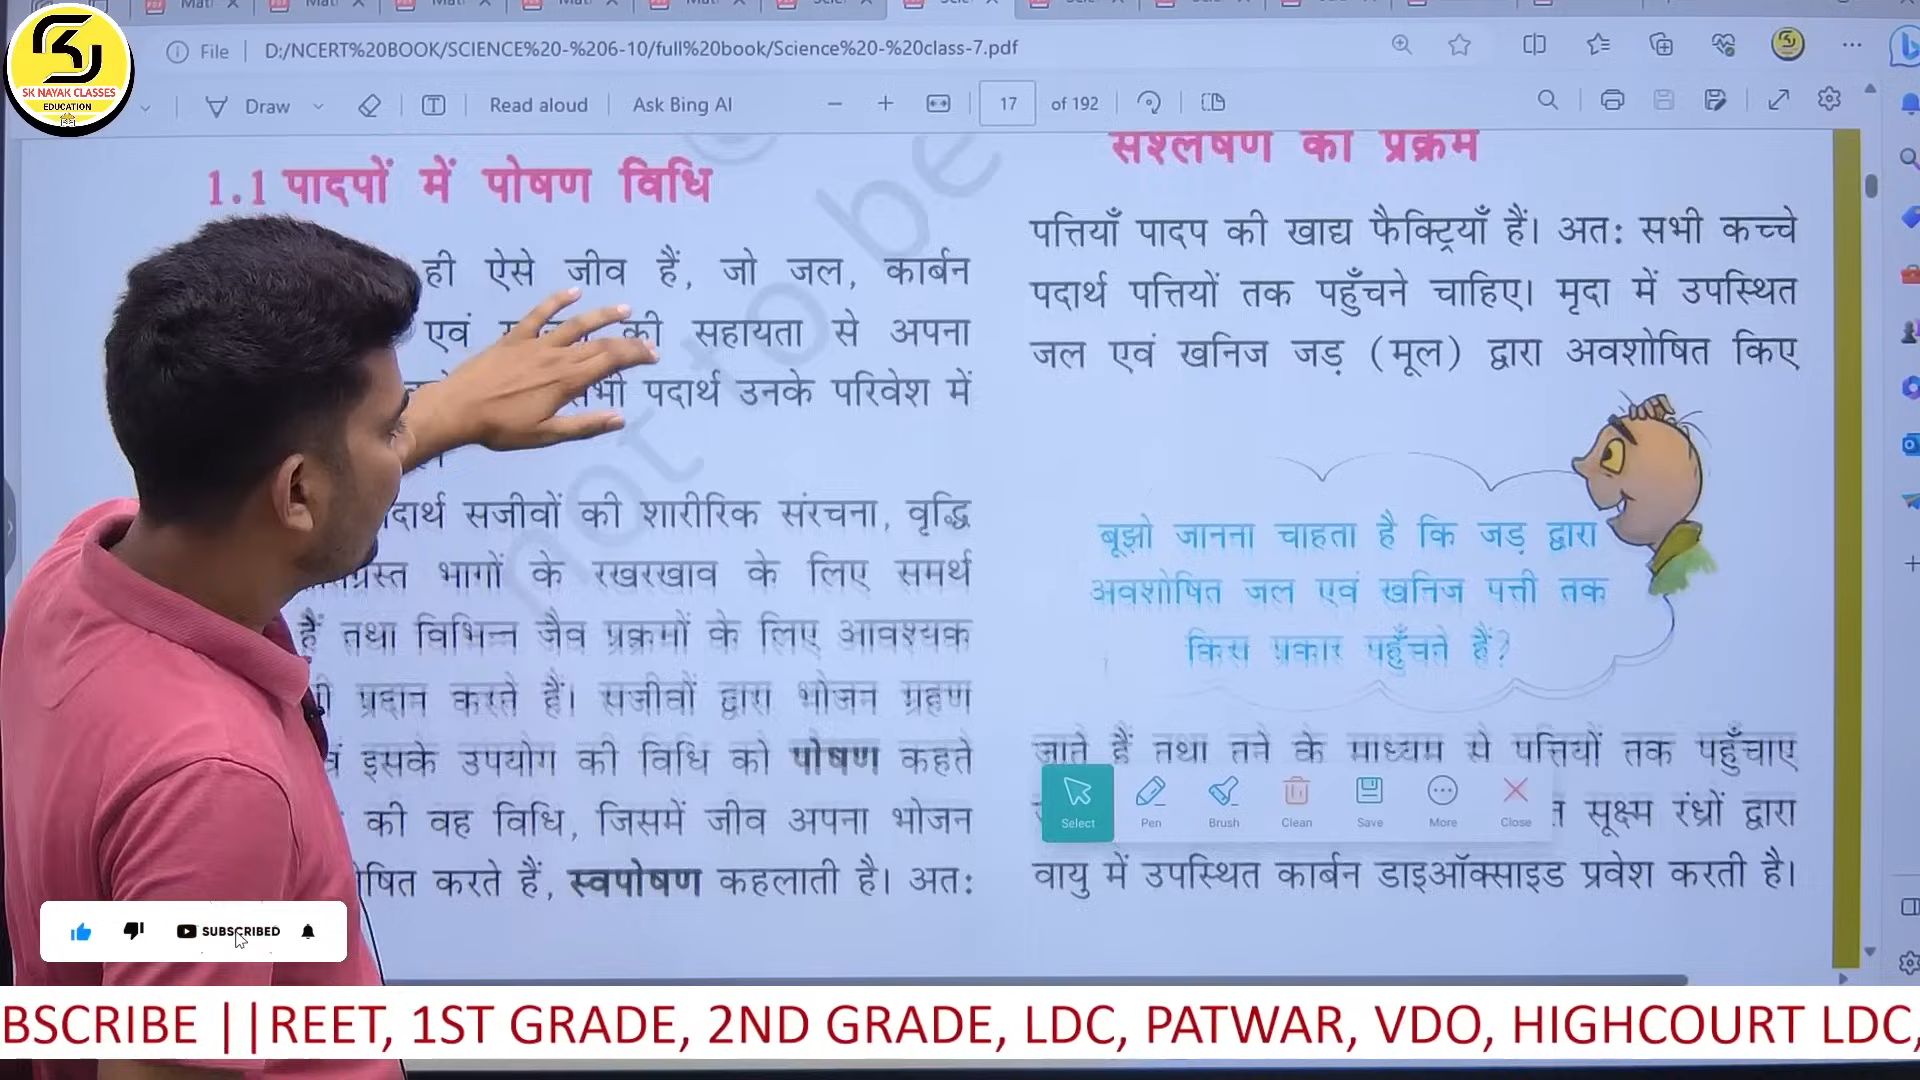 SK NAYAK CLASSES
EDUCATION
File
D:/NCERT%20BOOK/SCIENCE%20-%206-10/full%20book/Science%20-%20class-7.pdf
Draw
Read aloud
Ask Bing AI
17
of 192
1.1 पादपों में पोषण विधि
ही ऐसे जीव हैं, जो जल, कार्बन
एवं की सहायता से अपना
पदार्थ उनके परिवेश में
सजीवों की शारीरिक संरचना, वृद्धि
भागों के रखरखाव के लिए समर्थ
हैं तथा विभिन्न जैव प्रक्रमों के लिए आवश्यक
प्रदान करते हैं। सजीवों द्वारा भोजन ग्रहण
इसके उपयोग की विधि को पोषण कहते
की वह विधि, जिसमें जीव अपना भोजन
करते हैं, स्वपोषण कहलाती है। अतः
संश्लेषण का प्रक्रम
पत्तियाँ पादप की खाद्य फैक्ट्रियाँ हैं। अतः सभी कच्चे
पदार्थ पत्तियों तक पहुँचने चाहिए। मृदा में उपस्थित
जल एवं खनिज जड़ (मूल) द्वारा अवशोषित किए
बूझो जानना चाहता है कि जड़ द्वारा
अवशोषित जल एवं खनिज पत्ती तक
किस प्रकार पहुँचते हैं?
जाते हैं तथा तने के माध्यम से पत्तियों तक पहुँचाए
सूक्ष्म रंध्रों द्वारा
वायु में उपस्थित कार्बन डाइऑक्साइड प्रवेश करती है।
not to be
Select
Pen
Brush
Clean
Save
More
Close
SUBSCRIBED
BSCRIBE ||REET, 1ST GRADE, 2ND GRADE, LDC, PATWAR, VDO, HIGHCOURT LDC,